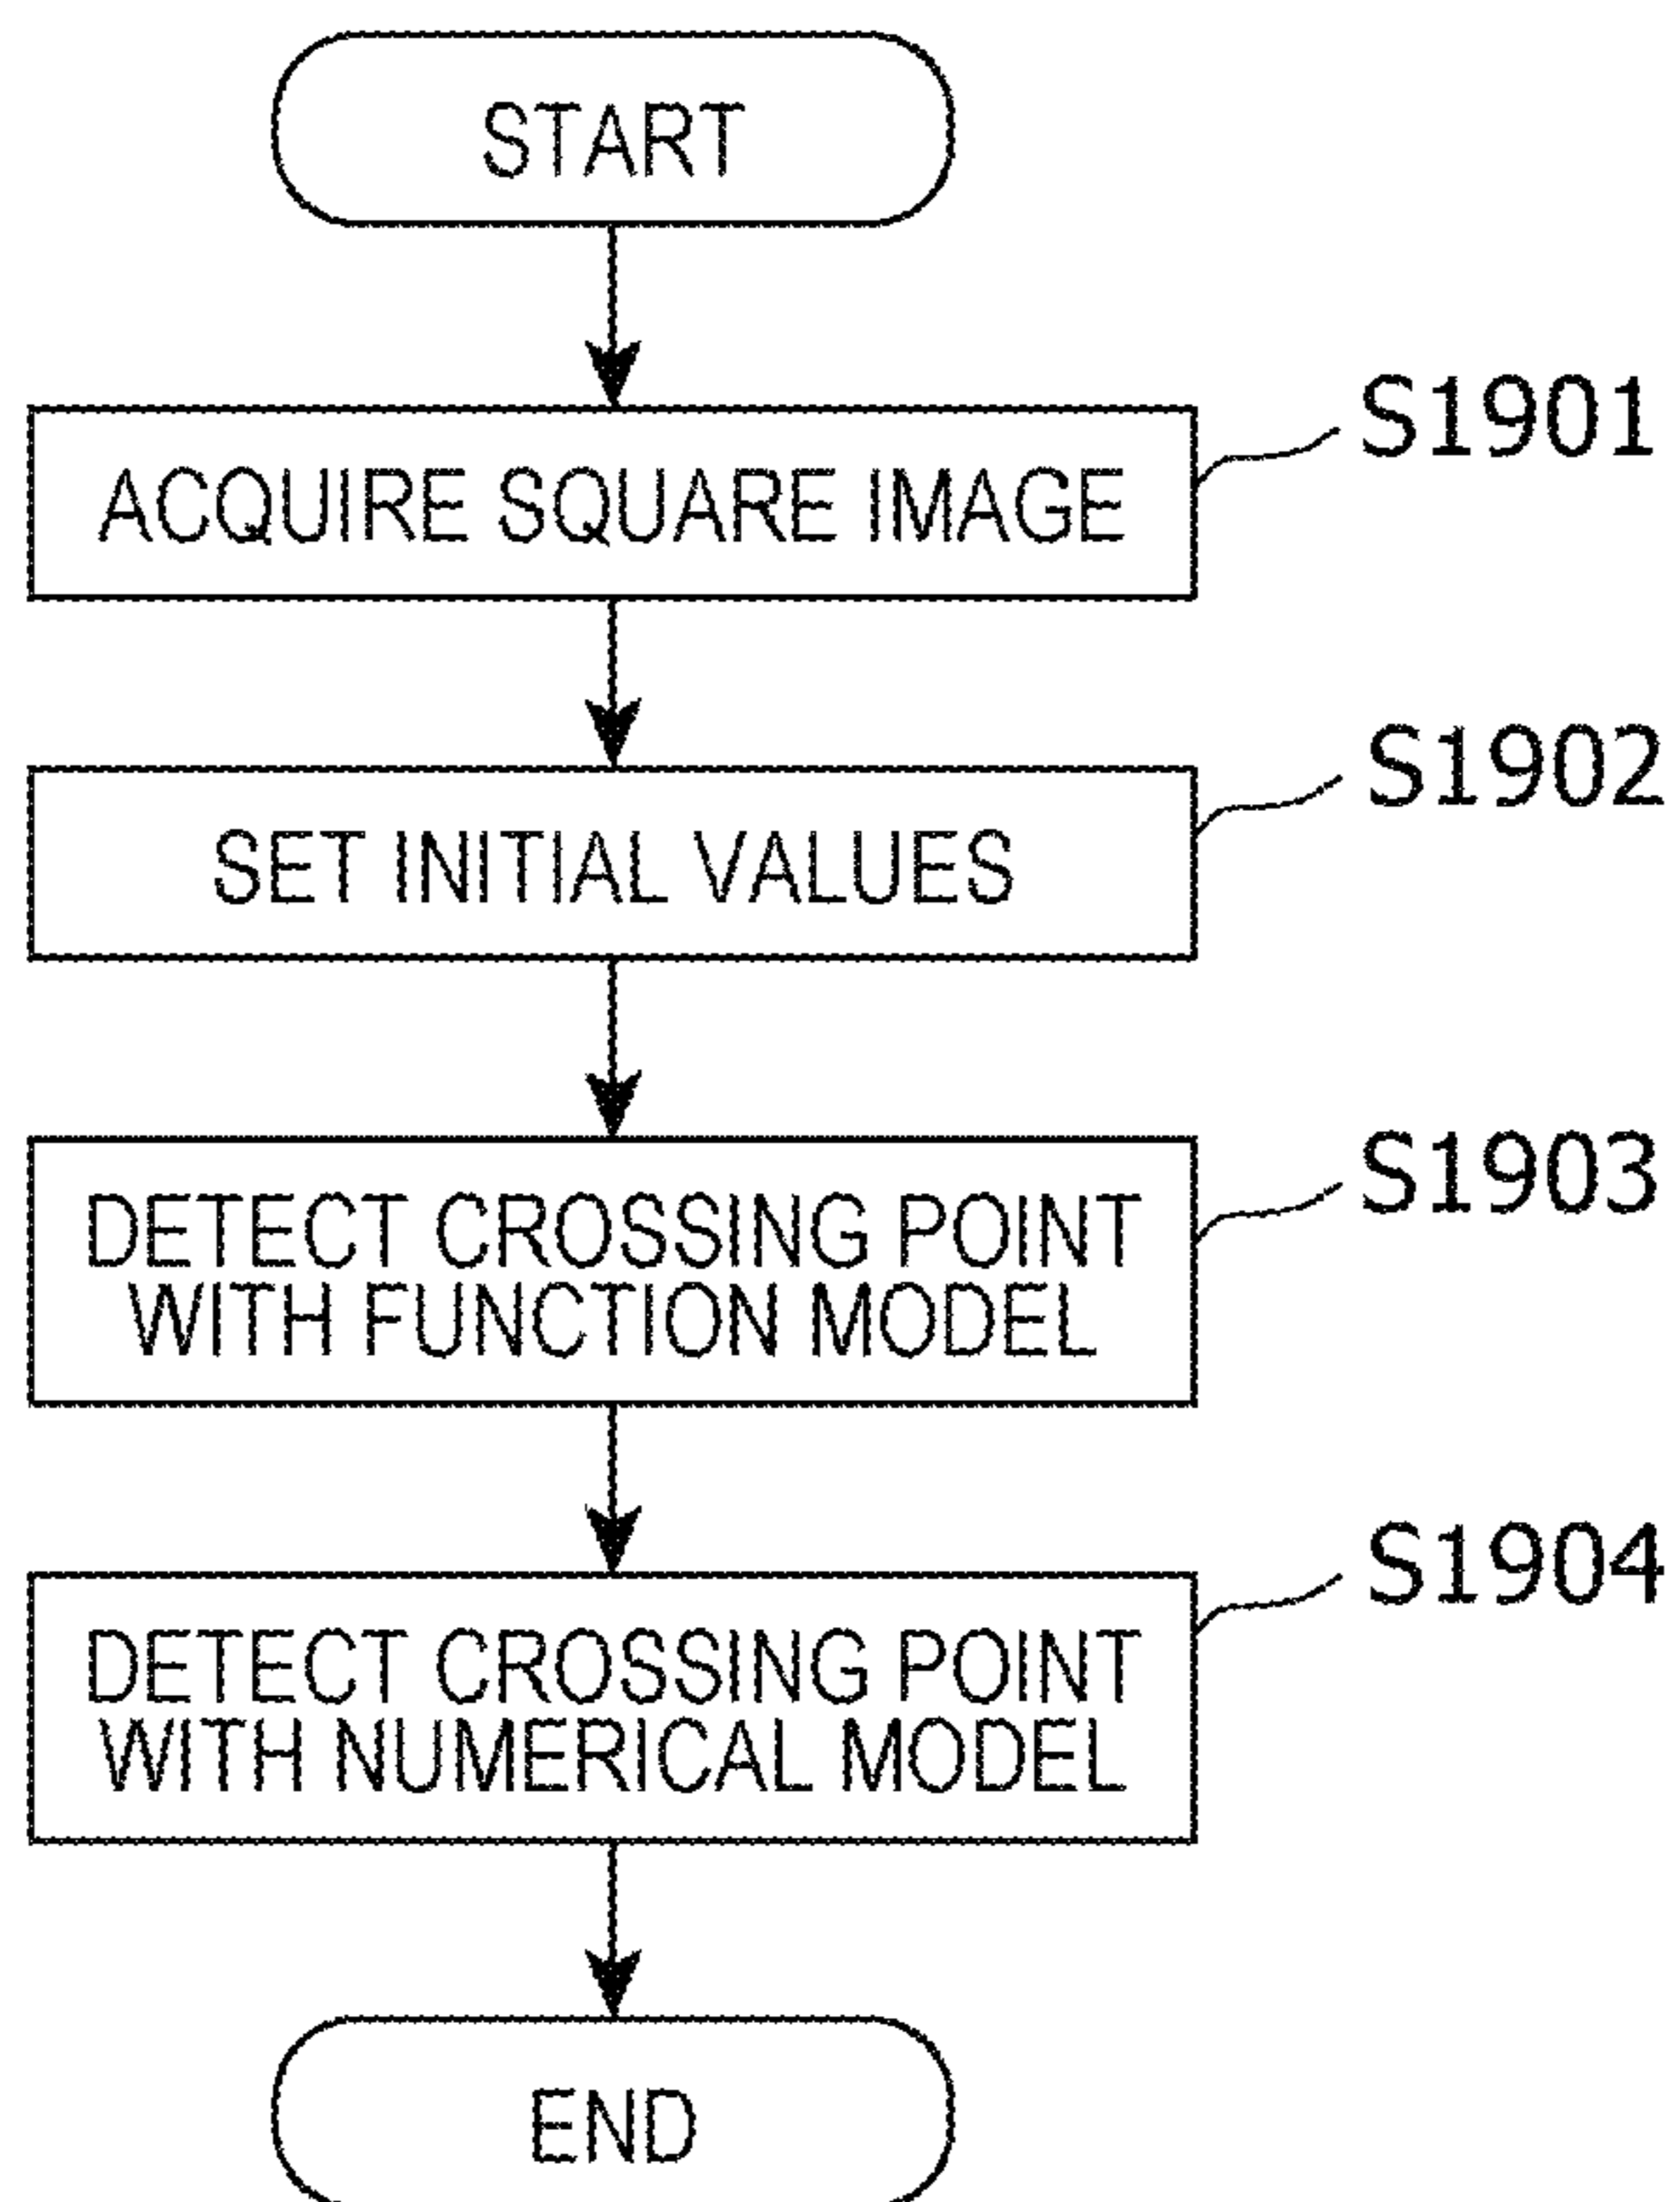 START
S1901
ACQUIRE SQUARE IMAGE
S1902
SET INITIAL VALUES
S1903
DETECT CROSSING POINT
WITH FUNCTION MODEL
S1904
DETECT CROSSING POINT
WITH NUMERICAL MODEL
END